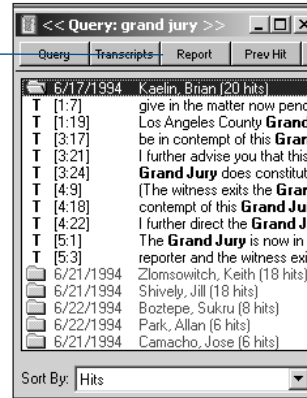 << Query: grand jury >>
Query Transcripts Report Prev Hit
6/17/1994 Kaelin, Brian (20 hits)
T [1:7] give in the matter now pend
T [1:19] Los Angeles County Grand
T [3:17] be in contempt of this Gran
T [3:21] I further advise you that this
T [3:24] Grand Jury does constitut
T [4:9] (The witness exits the Gran
T [4:18] contempt of this Grand Ju
T [4:22] I further direct the Grand J
T [5:1] The Grand Jury is now in
T [5:3] reporter and the witness exi
6/21/1994 Zlomsowitch, Keith (18 hits)
6/21/1994 Shively, Jill (18 hits)
6/22/1994 Boztepe, Sukru (8 hits)
6/22/1994 Park, Allan (6 hits)
6/21/1994 Camacho, Jose (6 hits)
Sort By: Hits